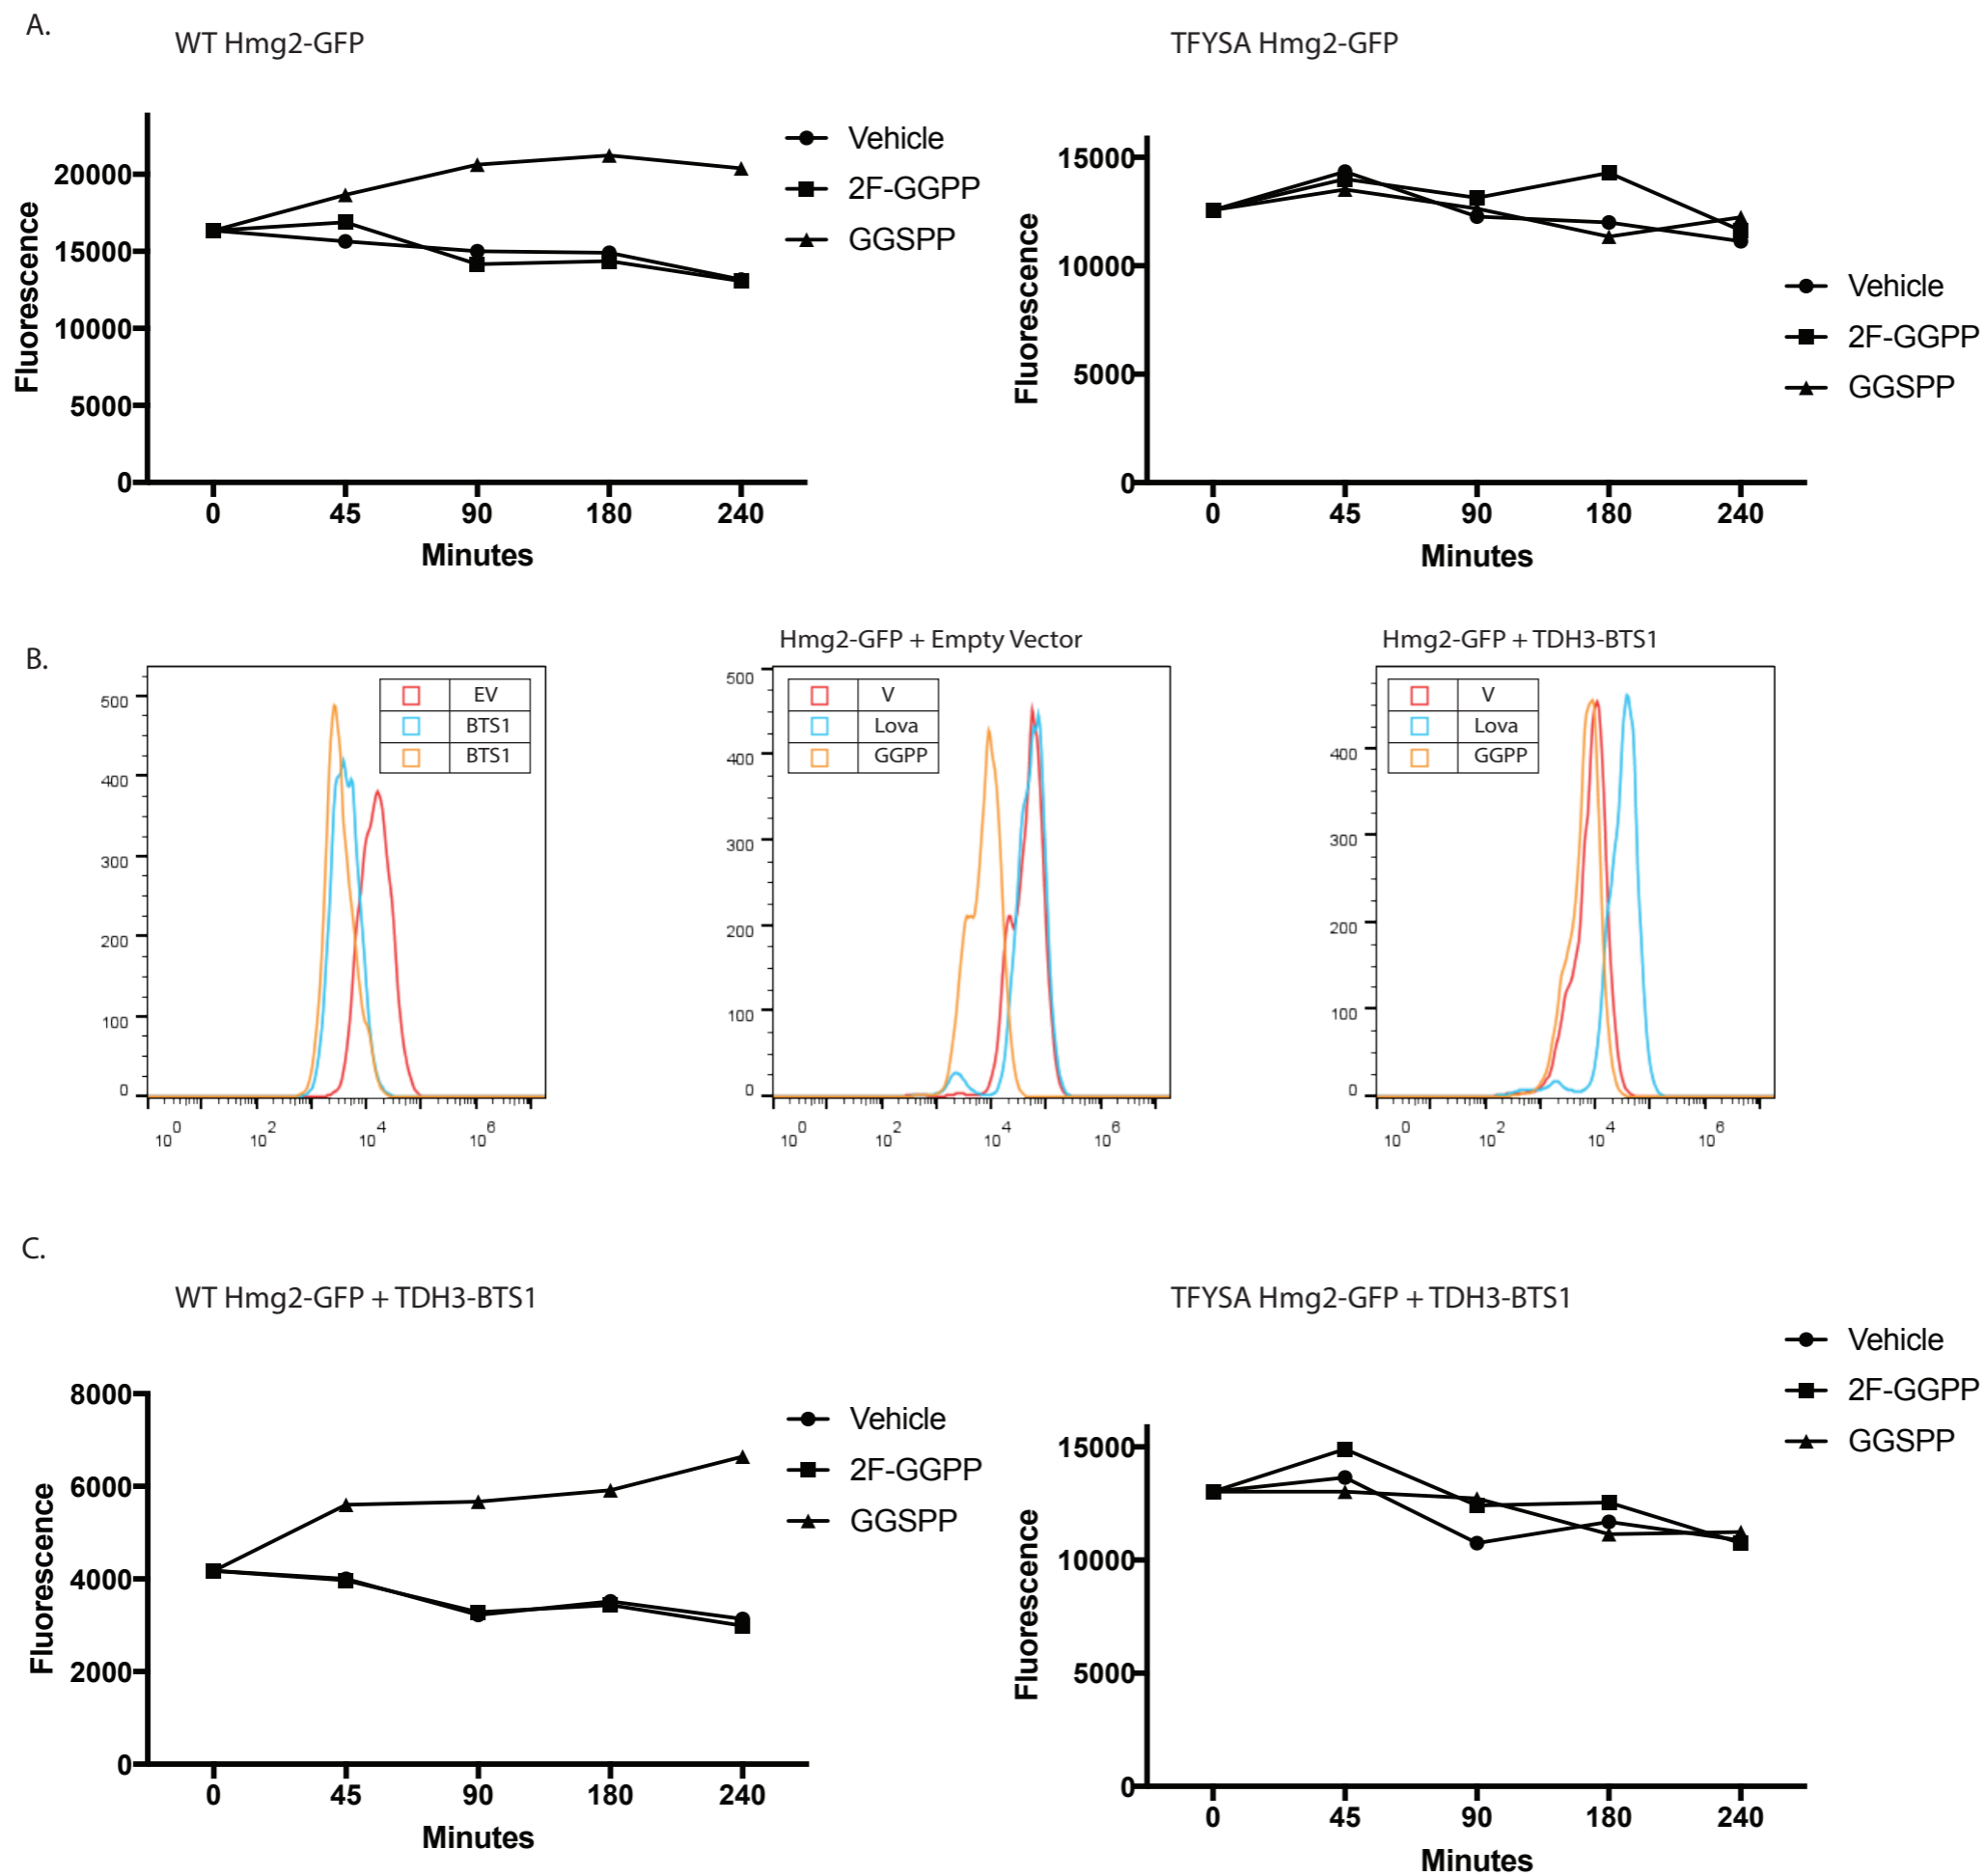 A.
WT Hmg2-GFP
20000
15000
10000
5000
0
Fluorescence
0 45 90 180 240
Minutes
Vehicle
2F-GGPP
GGSPP
TFYSA Hmg2-GFP
15000
10000
5000
0
Fluorescence
0 45 90 180 240
Minutes
Vehicle
2F-GGPP
GGSPP
B.
500
400
300
200
100
0
EV
BTS1
BTS1
10^0 10^2 10^4 10^6
Hmg2-GFP + Empty Vector
500
400
300
200
100
0
V
Lova
GGPP
10^0 10^2 10^4 10^6
Hmg2-GFP + TDH3-BTS1
400
300
200
100
0
V
Lova
GGPP
10^0 10^2 10^4 10^6
C.
WT Hmg2-GFP + TDH3-BTS1
8000
6000
4000
2000
0
Fluorescence
0 45 90 180 240
Minutes
Vehicle
2F-GGPP
GGSPP
TFYSA Hmg2-GFP + TDH3-BTS1
15000
10000
5000
0
Fluorescence
0 45 90 180 240
Minutes
Vehicle
2F-GGPP
GGSPP